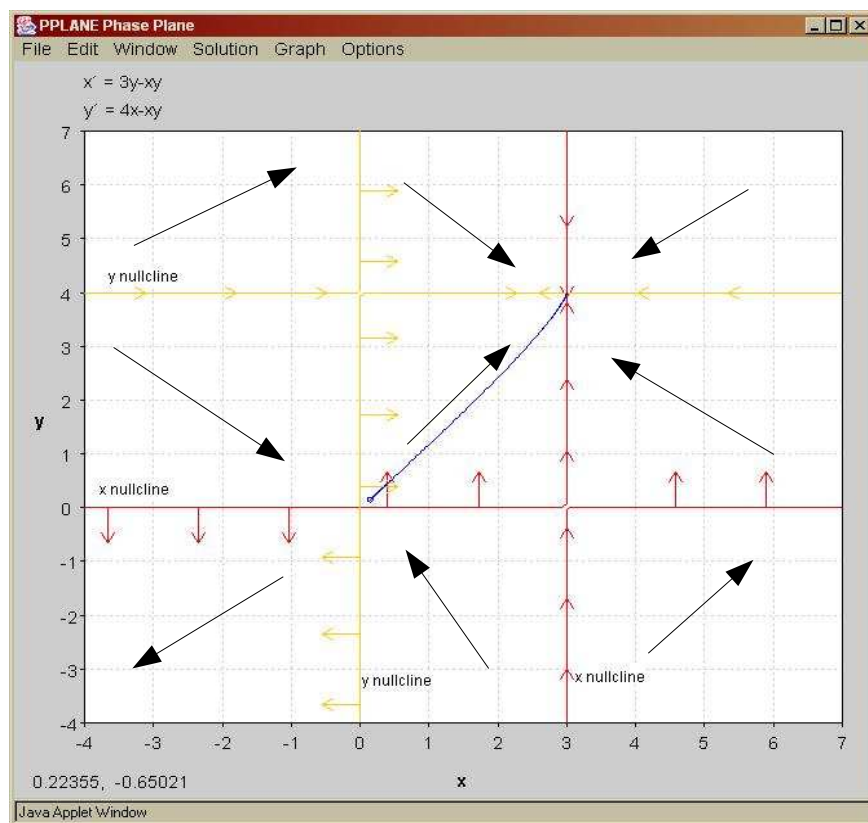 PPLANE Phase Plane
File Edit Window Solution Graph Options
x´ = 3y-xy
y´ = 4x-xy
7
6
5
y nullcline
4
3
2
y
1
x nullcline
0
-1
-2
-3
y nullcline
x nullcline
-4
-4 -3 -2 -1 0 1 2 3 4 5 6 7
0.22355, -0.65021
x
Java Applet Window